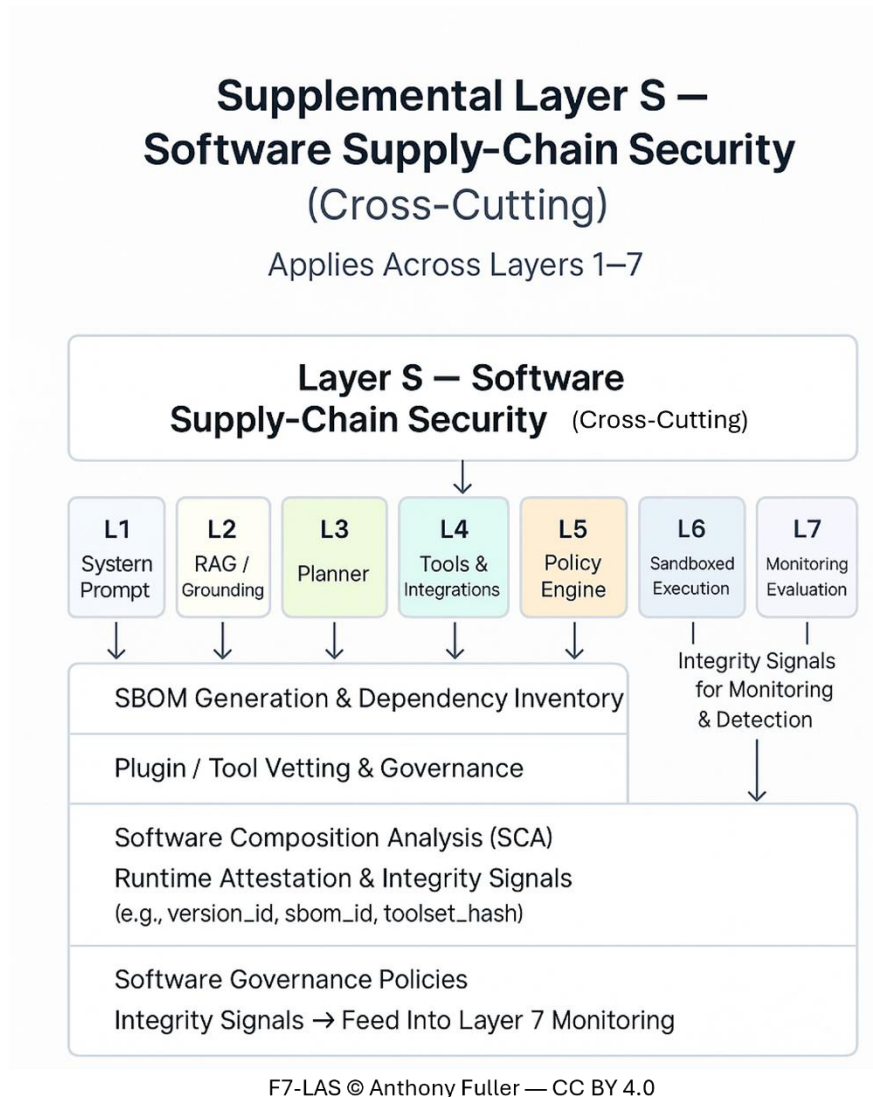 Supplemental Layer S –
Software Supply-Chain Security
(Cross-Cutting)
Applies Across Layers 1–7
Layer S – Software
Supply-Chain Security (Cross-Cutting)
L1
Systern
Prompt
L2
RAG /
Grounding
L3
Planner
L4
Tools &
Integrations
L5
Policy
Engine
L6
Sandboxed
Execution
L7
Monitoring
Evaluation
Integrity Signals
for Monitoring
& Detection
SBOM Generation & Dependency Inventory
Plugin / Tool Vetting & Governance
Software Composition Analysis (SCA)
Runtime Attestation & Integrity Signals
(e.g., version_id, sbom_id, toolset_hash)
Software Governance Policies
Integrity Signals → Feed Into Layer 7 Monitoring
F7-LAS © Anthony Fuller — CC BY 4.0